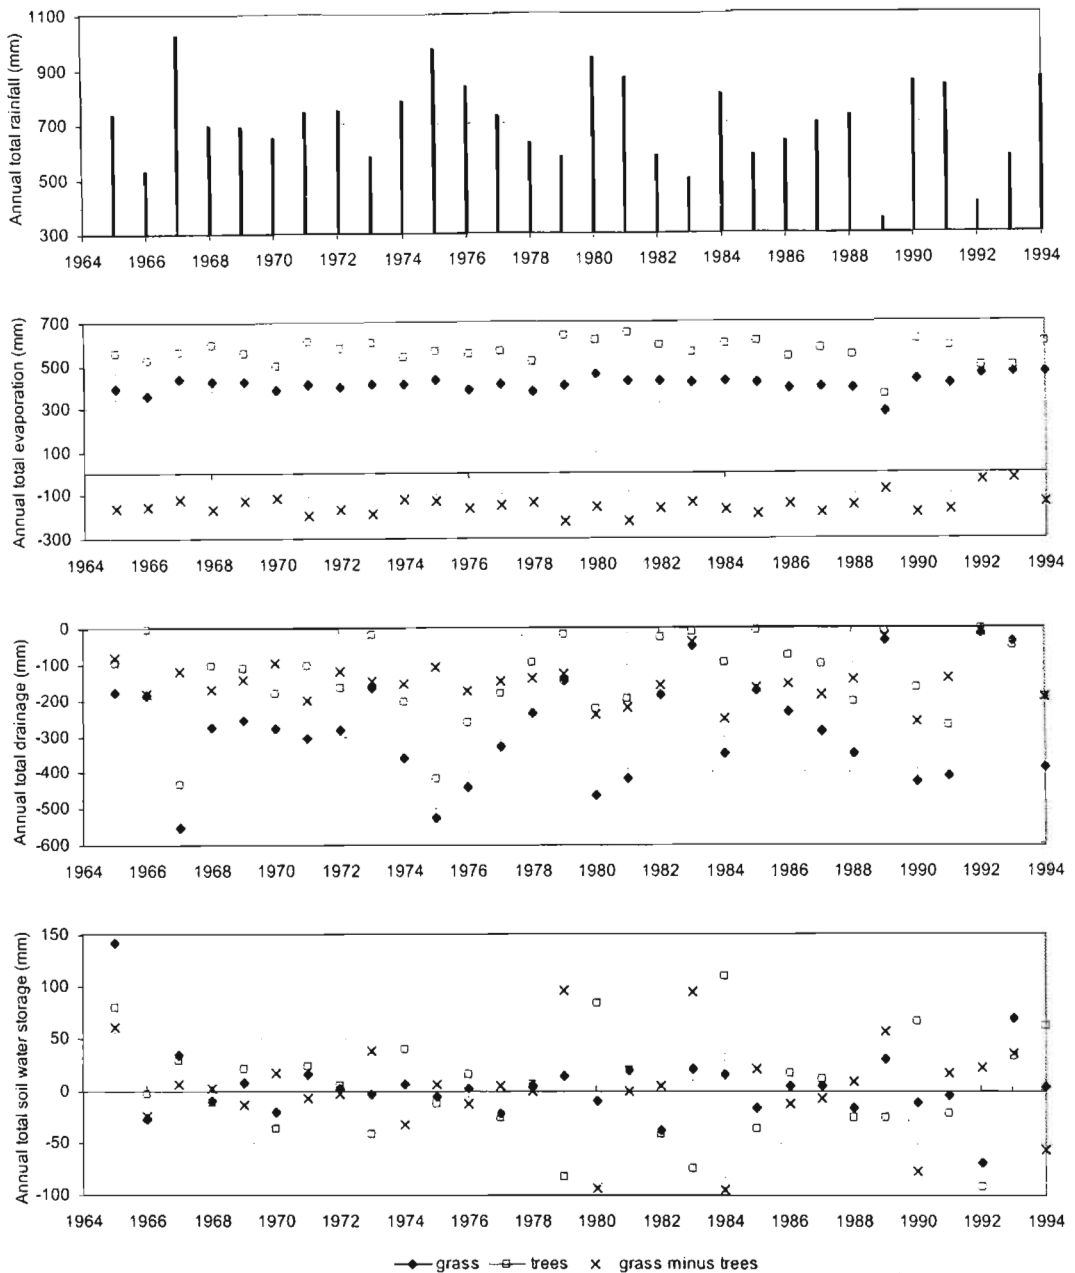 Annual total rainfall (mm)
1100
900
700
500
300
1964 1966 1968 1970 1972 1974 1976 1978 1980 1982 1984 1986 1988 1990 1992 1994
Annual total evaporation (mm)
700
500
300
100
-100
-300
1964 1966 1968 1970 1972 1974 1976 1978 1980 1982 1984 1986 1988 1990 1992 1994
Annual total drainage (mm)
0
-100
-200
-300
-400
-500
-600
1964 1966 1968 1970 1972 1974 1976 1978 1980 1982 1984 1986 1988 1990 1992 1994
Annual total soil water storage (mm)
150
100
50
0
-50
-100
1964 1966 1968 1970 1972 1974 1976 1978 1980 1982 1984 1986 1988 1990 1992 1994
grass trees grass minus trees